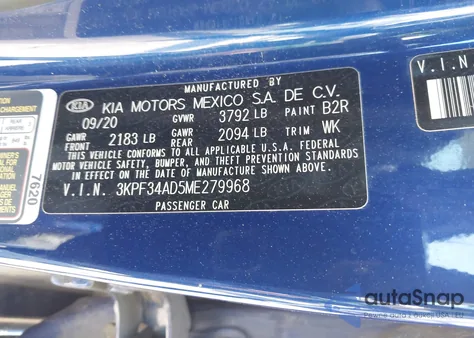 MANUFACTURED BY
KIA KIA MOTORS MEXICO S.A. DE C.V.
09/20 GVWR 3792 LB PAINT B2R
GAWR FRONT 2183 LB GAWR REAR 2094 LB TRIM WK
THIS VEHICLE CONFORMS TO ALL APPLICABLE U.S.A. FEDERAL
MOTOR VEHICLE SAFETY, BUMPER, AND THEFT PREVENTION STANDARDS
IN EFFECT ON THE DATE OF MANUFACTURE SHOWN ABOVE.
V.I.N. 3KPF34AD5ME279968
PASSENGER CAR
7620
V.I.N.
autoSnap